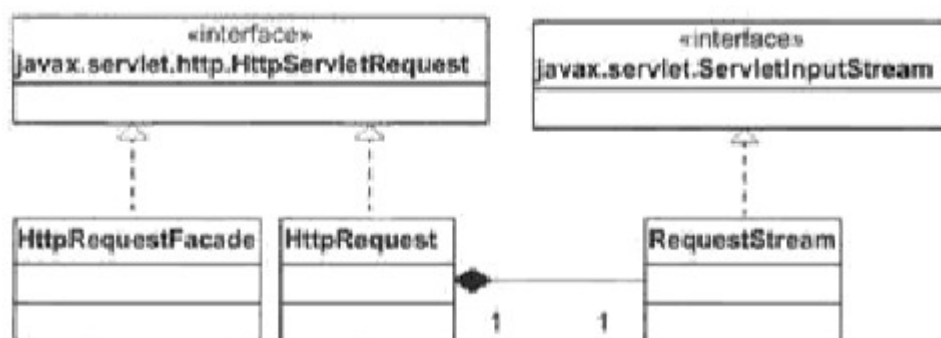 «interface»
javax.servlet.http.HttpServletRequest
«interface»
javax.servlet.ServletInputStream
HttpRequestFacade
HttpRequest
RequestStream
1
1